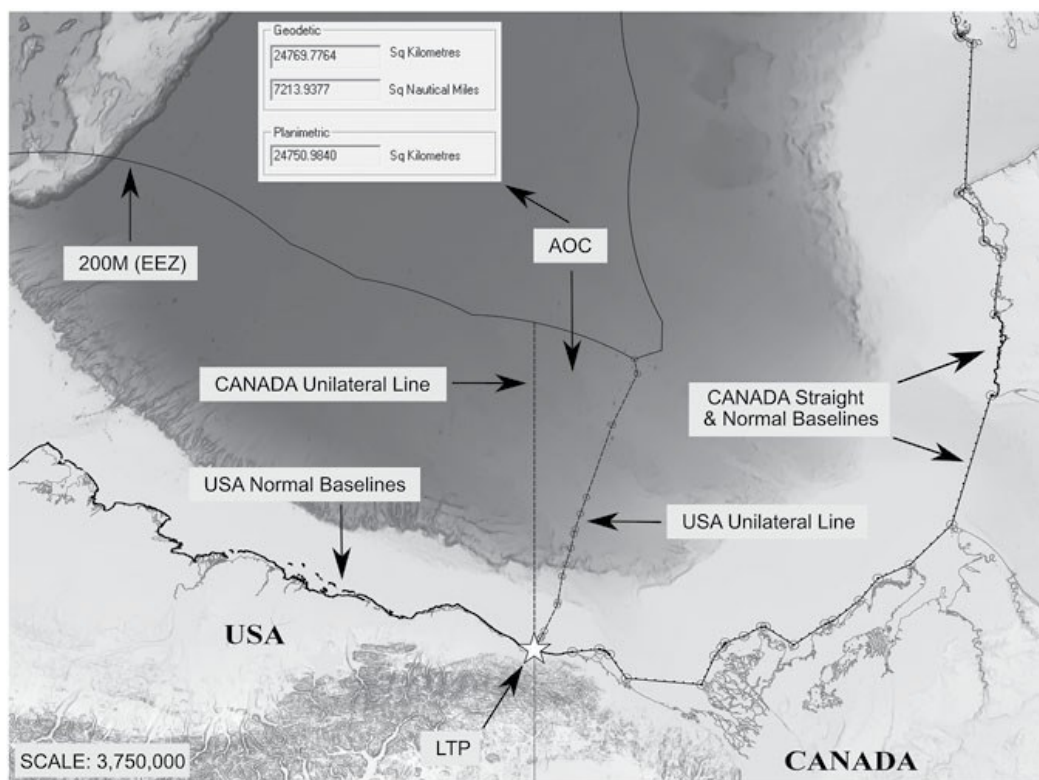 Geodetic
24769.7764 Sq Kilometres
7213.9377 Sq Nautical Miles
Planimetric
24750.9840 Sq Kilometres
200M (EEZ)
AOC
CANADA Unilateral Line
CANADA Straight
& Normal Baselines
USA Normal Baselines
USA Unilateral Line
USA
LTP
CANADA
SCALE: 3,750,000